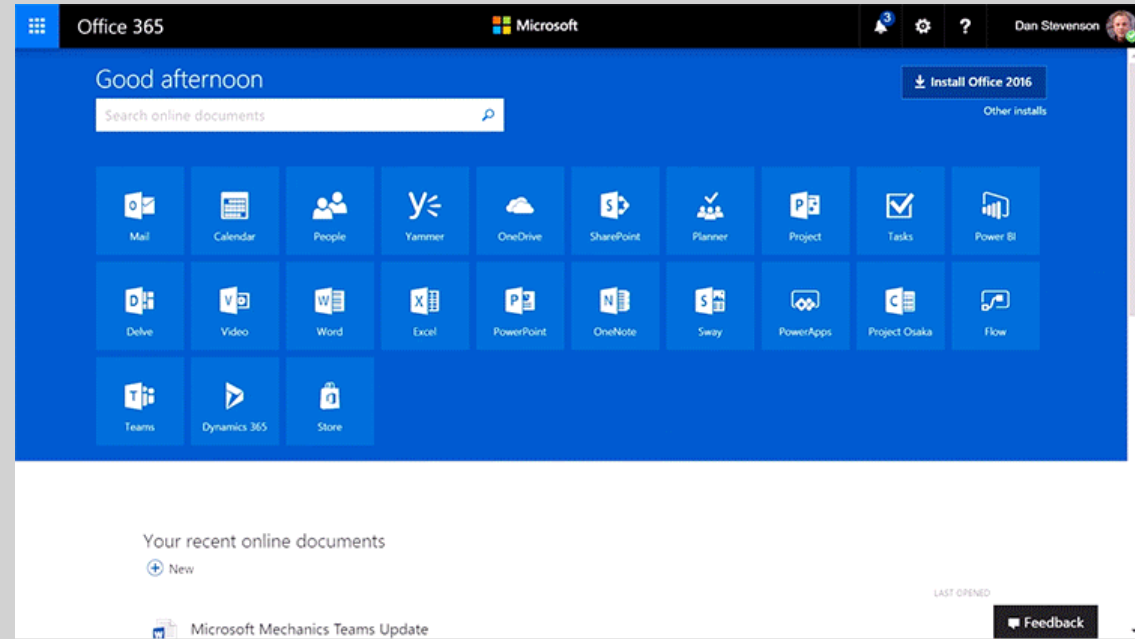 Office 365 Microsoft 3 ? Dan Stevenson
Good afternoon
Install Office 2016
Search online documents
Other installs
Mail Calendar People Yammer OneDrive SharePoint Planner Project Tasks Power BI
Delve Video Word Excel PowerPoint OneNote Sway PowerApps Project Osaka Flow
Teams Dynamics 365 Store
Your recent online documents
New
LAST OPENED
Microsoft Mechanics Teams Update
Feedback